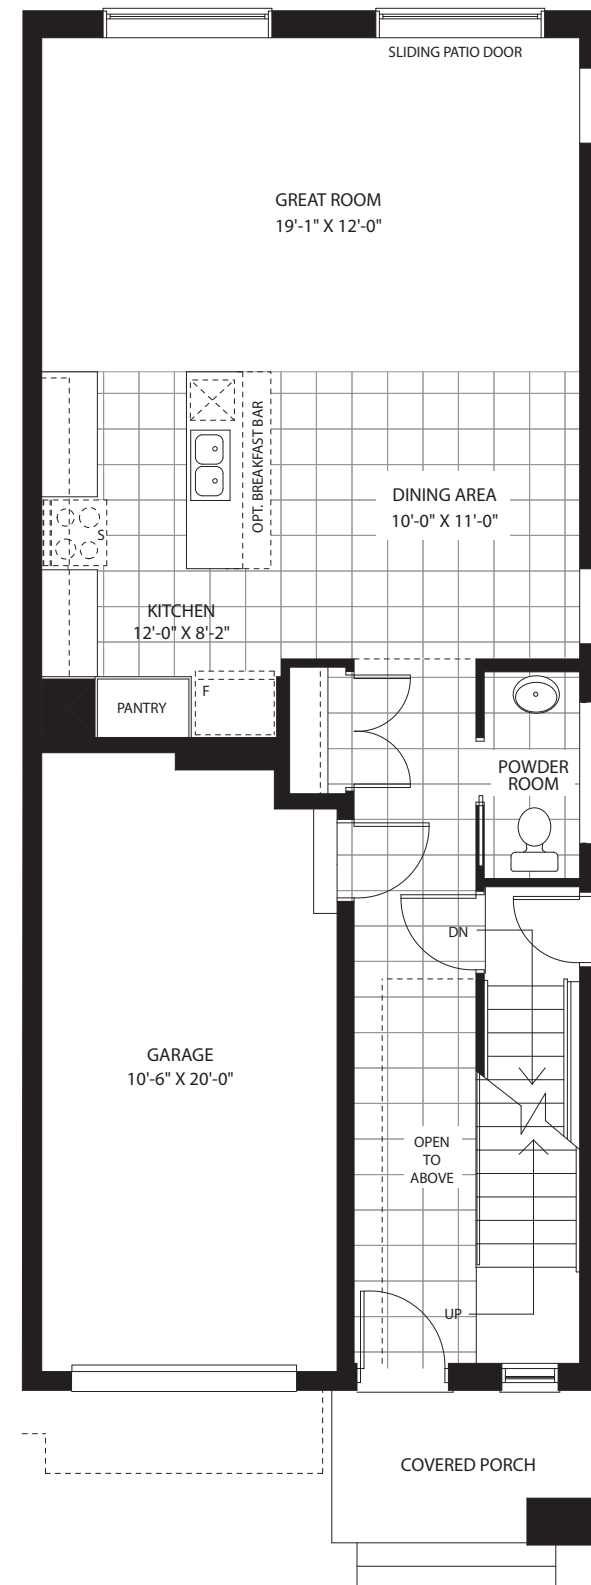 SLIDING PATIO DOOR
GREAT ROOM
19'-1" X 12'-0"
OPT. BREAKFAST BAR
DINING AREA
10'-0" X 11'-0"
S
KITCHEN
12'-0" X 8'-2"
F
PANTRY
POWDER
ROOM
DN
GARAGE
10'-6" X 20'-0"
OPEN
TO
ABOVE
UP
COVERED PORCH